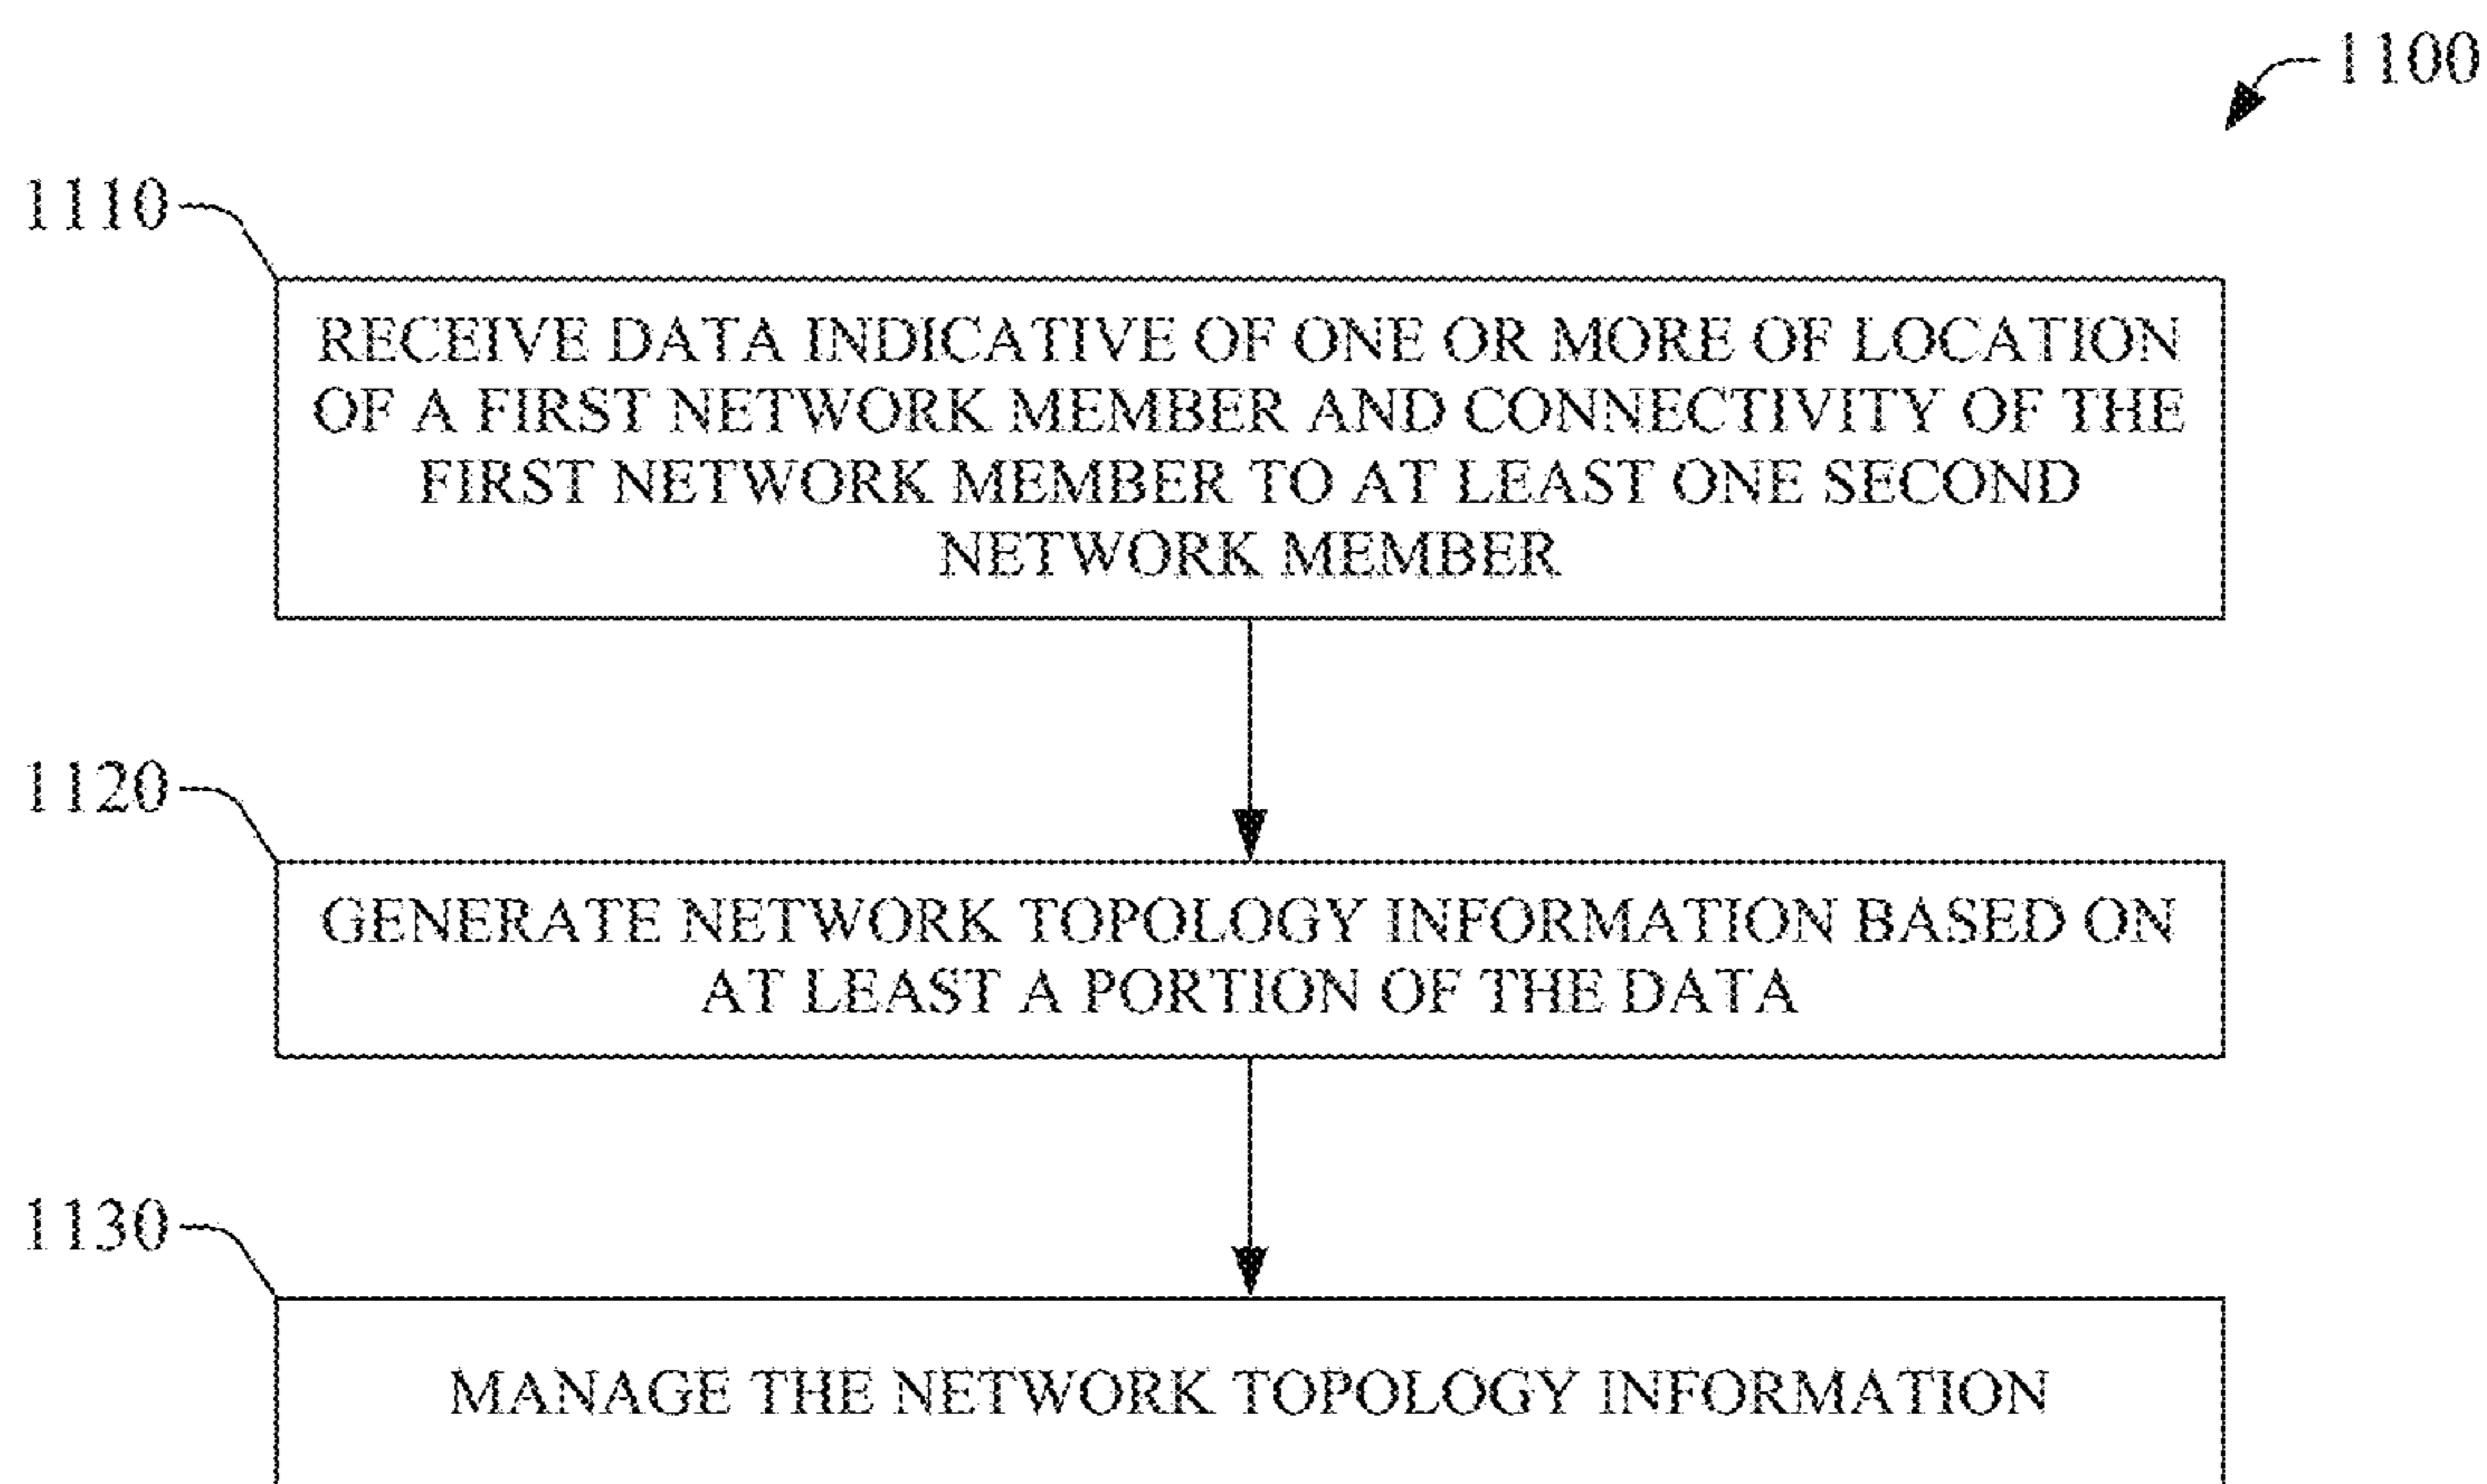 1100
1110
RECEIVE DATA INDICATIVE OF ONE OR MORE OF LOCATION
OF A FIRST NETWORK MEMBER AND CONNECTIVITY OF THE
FIRST NETWORK MEMBER TO AT LEAST ONE SECOND
NETWORK MEMBER
1120
GENERATE NETWORK TOPOLOGY INFORMATION BASED ON
AT LEAST A PORTION OF THE DATA
1130
MANAGE THE NETWORK TOPOLOGY INFORMATION